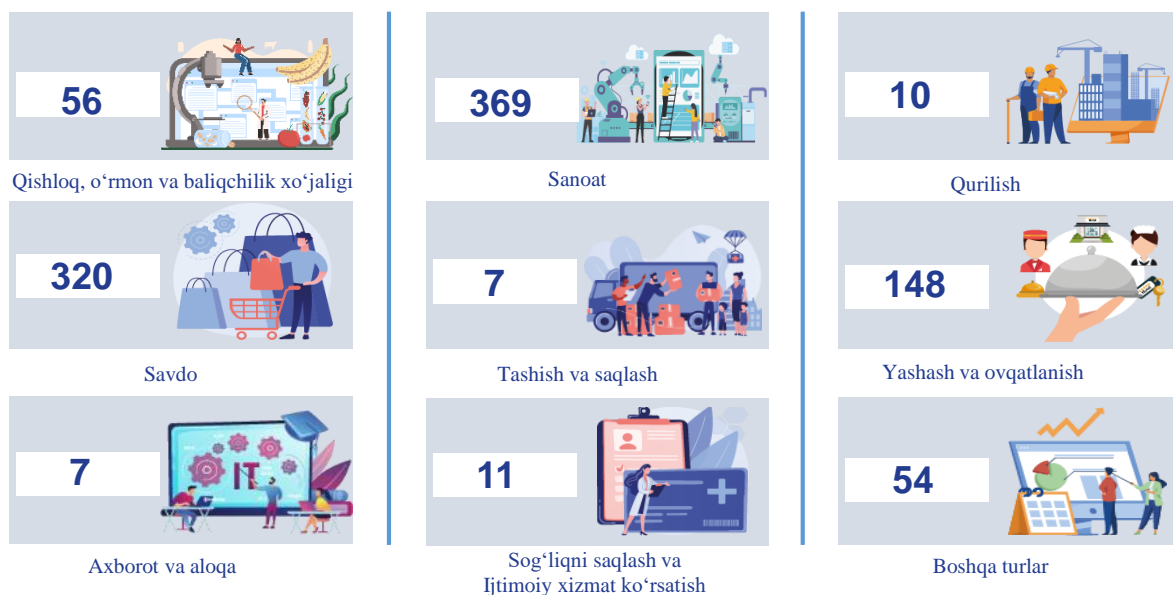 56
369
10
Qishloq, o‘rmon va baliqchilik xo‘jaligi
Sanoat
Qurilish
320
7
148
Savdo
Tashish va saqlash
Yashash va ovqatlanish
7
IT
11
54
Axborot va aloqa
Sog‘liqni saqlash va
Ijtimoiy xizmat ko‘rsatish
Boshqa turlar